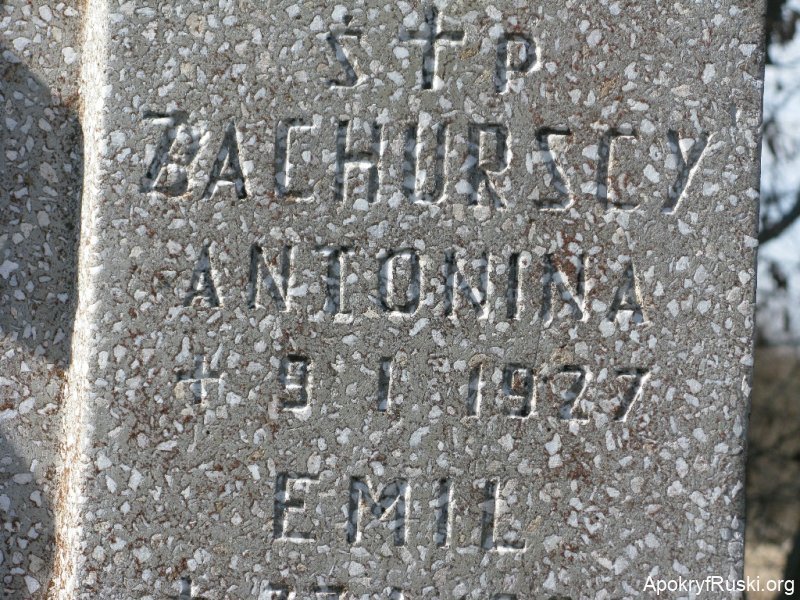 Ś † P
ZACHURSCY
ANTONINA
† 9 I 1927
EMIL
ApokryfRuski.org